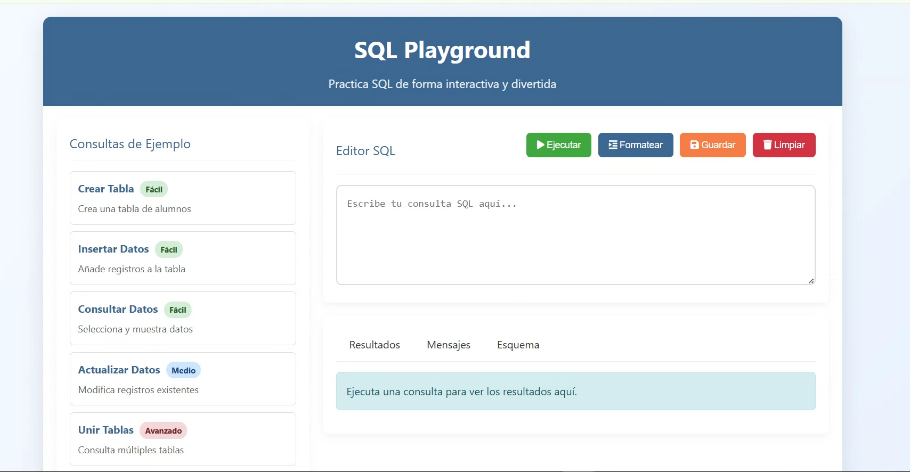 SQL Playground
Practica SQL de forma interactiva y divertida
Consultas de Ejemplo
Crear Tabla Fácil
Crea una tabla de alumnos
Insertar Datos Fácil
Añade registros a la tabla
Consultar Datos Fácil
Selecciona y muestra datos
Actualizar Datos Medio
Modifica registros existentes
Unir Tablas Avanzado
Consulta múltiples tablas
Editor SQL
Ejecutar Formatear Guardar Limpiar
Escribe tu consulta SQL aquí...
Resultados Mensajes Esquema
Ejecuta una consulta para ver los resultados aquí.